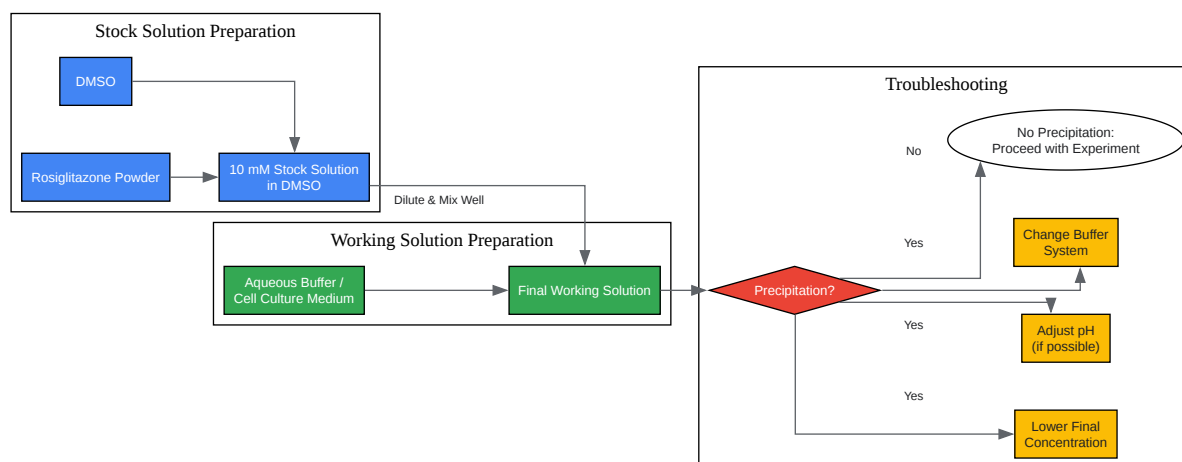 Stock Solution Preparation
DMSO
Rosiglitazone Powder
10 mM Stock Solution
in DMSO
Dilute & Mix Well
Working Solution Preparation
Aqueous Buffer /
Cell Culture Medium
Final Working Solution
Troubleshooting
Precipitation?
No
No Precipitation:
Proceed with Experiment
Yes
Change Buffer
System
Yes
Adjust pH
(if possible)
Yes
Lower Final
Concentration